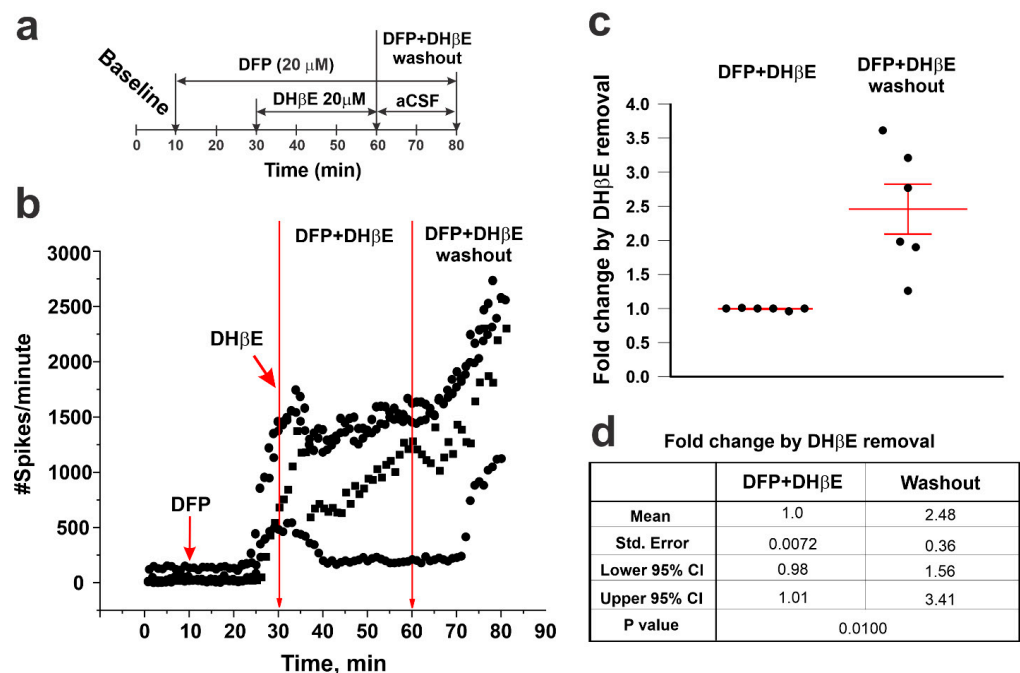 a
Baseline
DFP (20 μM)
DFP+DHβE
washout
DHβE 20μM
aCSF
0 10 20 30 40 50 60 70 80
Time (min)
b
#Spikes/minute
3000
2500
2000
1500
1000
500
0
DFP+DHβE
DFP+DHβE
washout
DHβE
DFP
0 10 20 30 40 50 60 70 80 90
Time, min
c
DFP+DHβE
DFP+DHβE
washout
Fold change by DHβE removal
4.0
3.5
3.0
2.5
2.0
1.5
1.0
0.5
0.0
d
Fold change by DHβE removal
DFP+DHβE Washout
Mean 1.0 2.48
Std. Error 0.0072 0.36
Lower 95% CI 0.98 1.56
Upper 95% CI 1.01 3.41
P value 0.0100